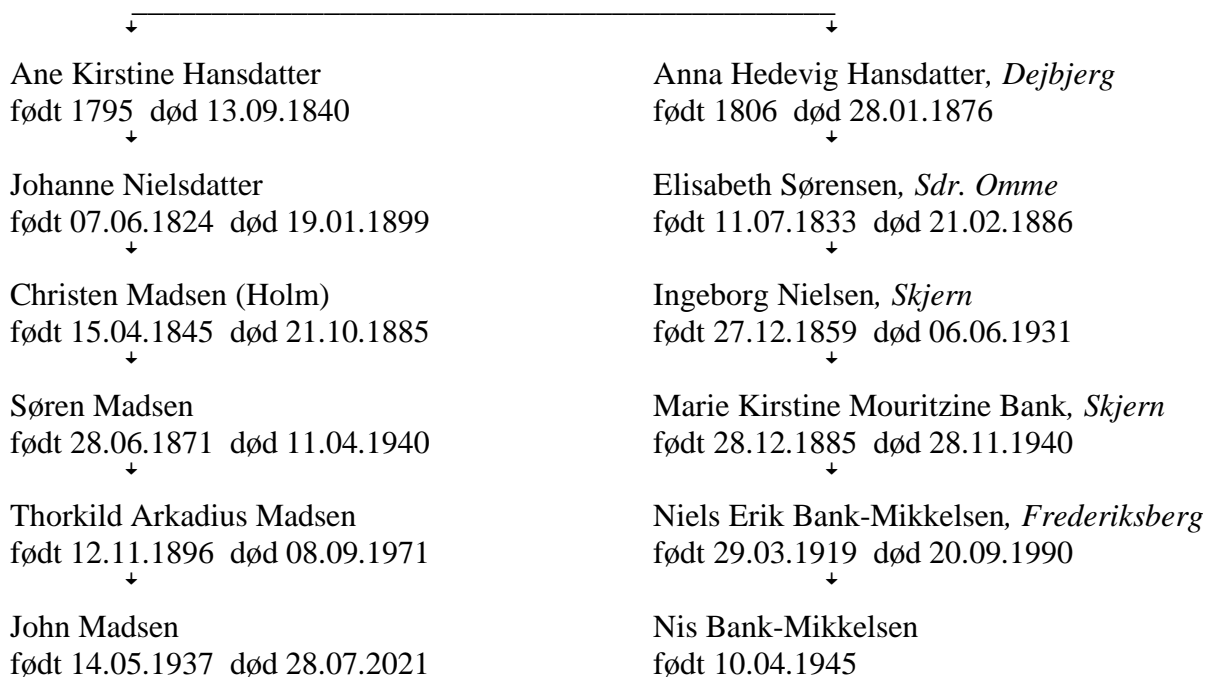 Ane Kirstine Hansdatter
født 1795 død 13.09.1840
Johanne Nielsdatter
født 07.06.1824 død 19.01.1899
Christen Madsen (Holm)
født 15.04.1845 død 21.10.1885
Søren Madsen
født 28.06.1871 død 11.04.1940
Thorkild Arkadius Madsen
født 12.11.1896 død 08.09.1971
John Madsen
født 14.05.1937 død 28.07.2021
Anna Hedevig Hansdatter, Dejbjerg
født 1806 død 28.01.1876
Elisabeth Sørensen, Sdr. Omme
født 11.07.1833 død 21.02.1886
Ingeborg Nielsen, Skjern
født 27.12.1859 død 06.06.1931
Marie Kirstine Mouritzine Bank, Skjern
født 28.12.1885 død 28.11.1940
Niels Erik Bank-Mikkelsen, Frederiksberg
født 29.03.1919 død 20.09.1990
Nis Bank-Mikkelsen
født 10.04.1945